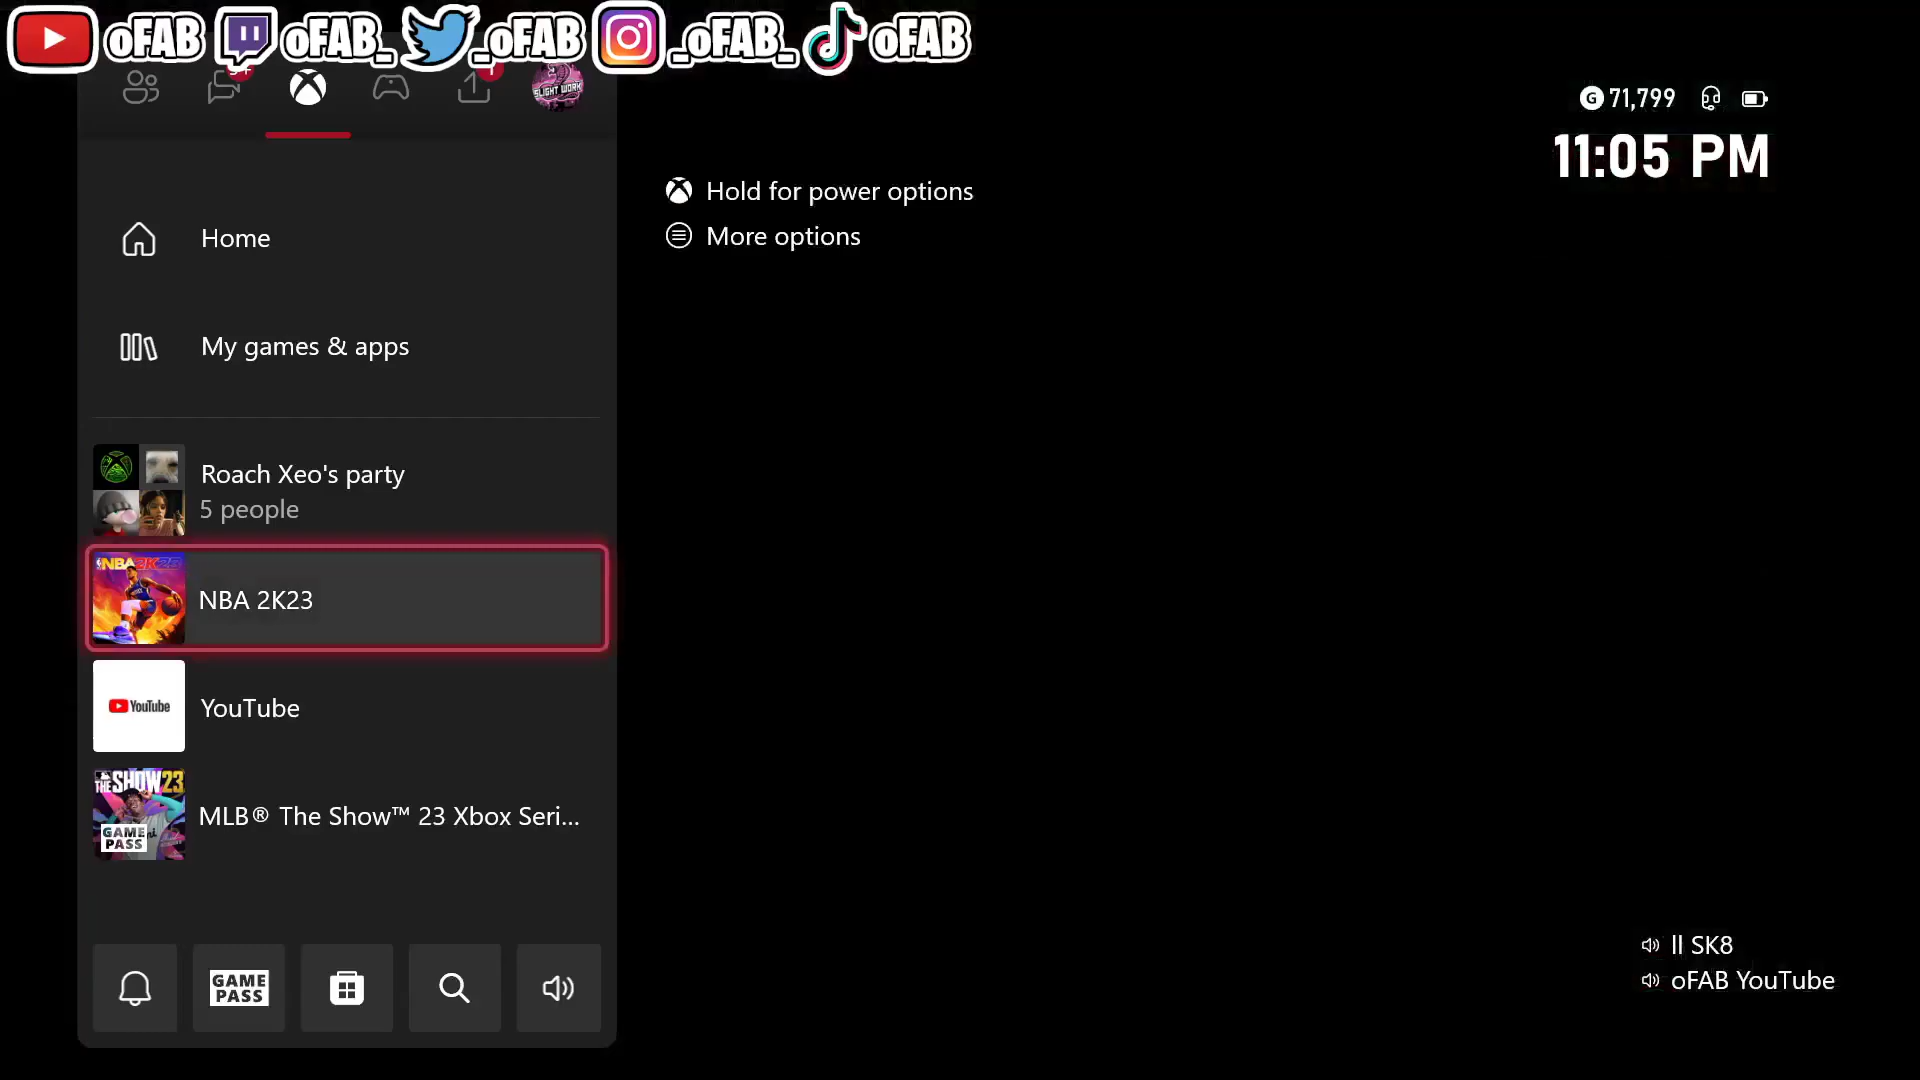 oFAB oFAB_ _oFAB _oFAB_ oFAB
SLIGHT WORK
G 71,799
11:05 PM
Hold for power options
More options
Home
My games & apps
Roach Xeo's party
5 people
NBA 2K23
NBA 2K23
YouTube
YouTube
THE SHOW 23
GAME
PASS
MLB® The Show™ 23 Xbox Seri...
GAME
PASS
ll SK8
oFAB YouTube